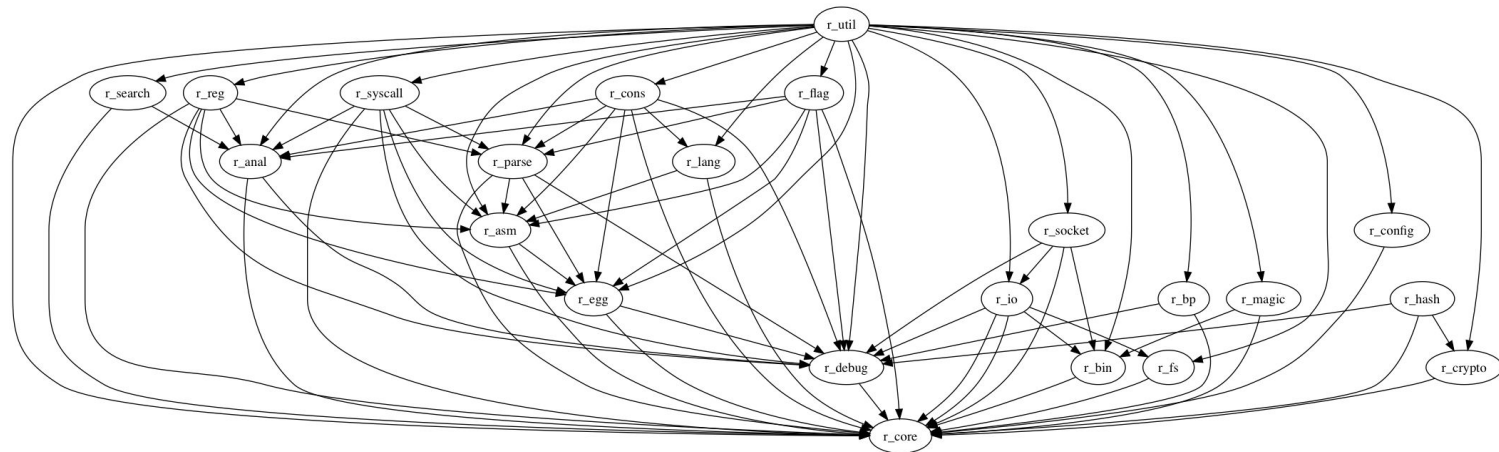 r_util
r_search r_reg r_syscall r_cons r_flag
r_anal r_parse r_lang
r_asm r_socket r_config
r_egg r_io r_bp r_magic r_hash
r_debug r_bin r_fs r_crypto
r_core